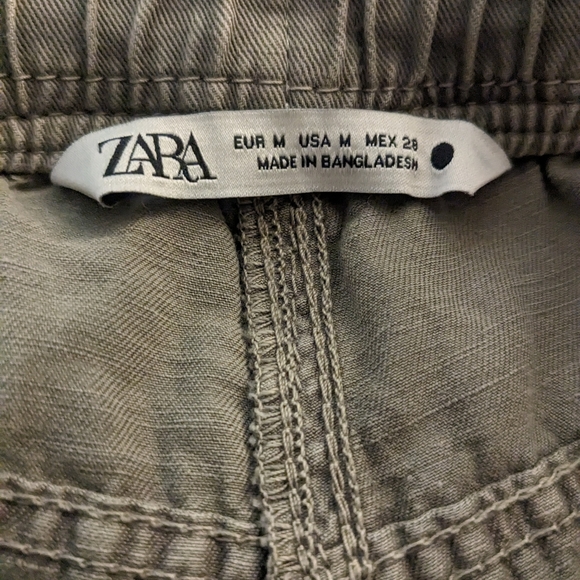 ZARA
EUR M USA M MEX 28
MADE IN BANGLADESH